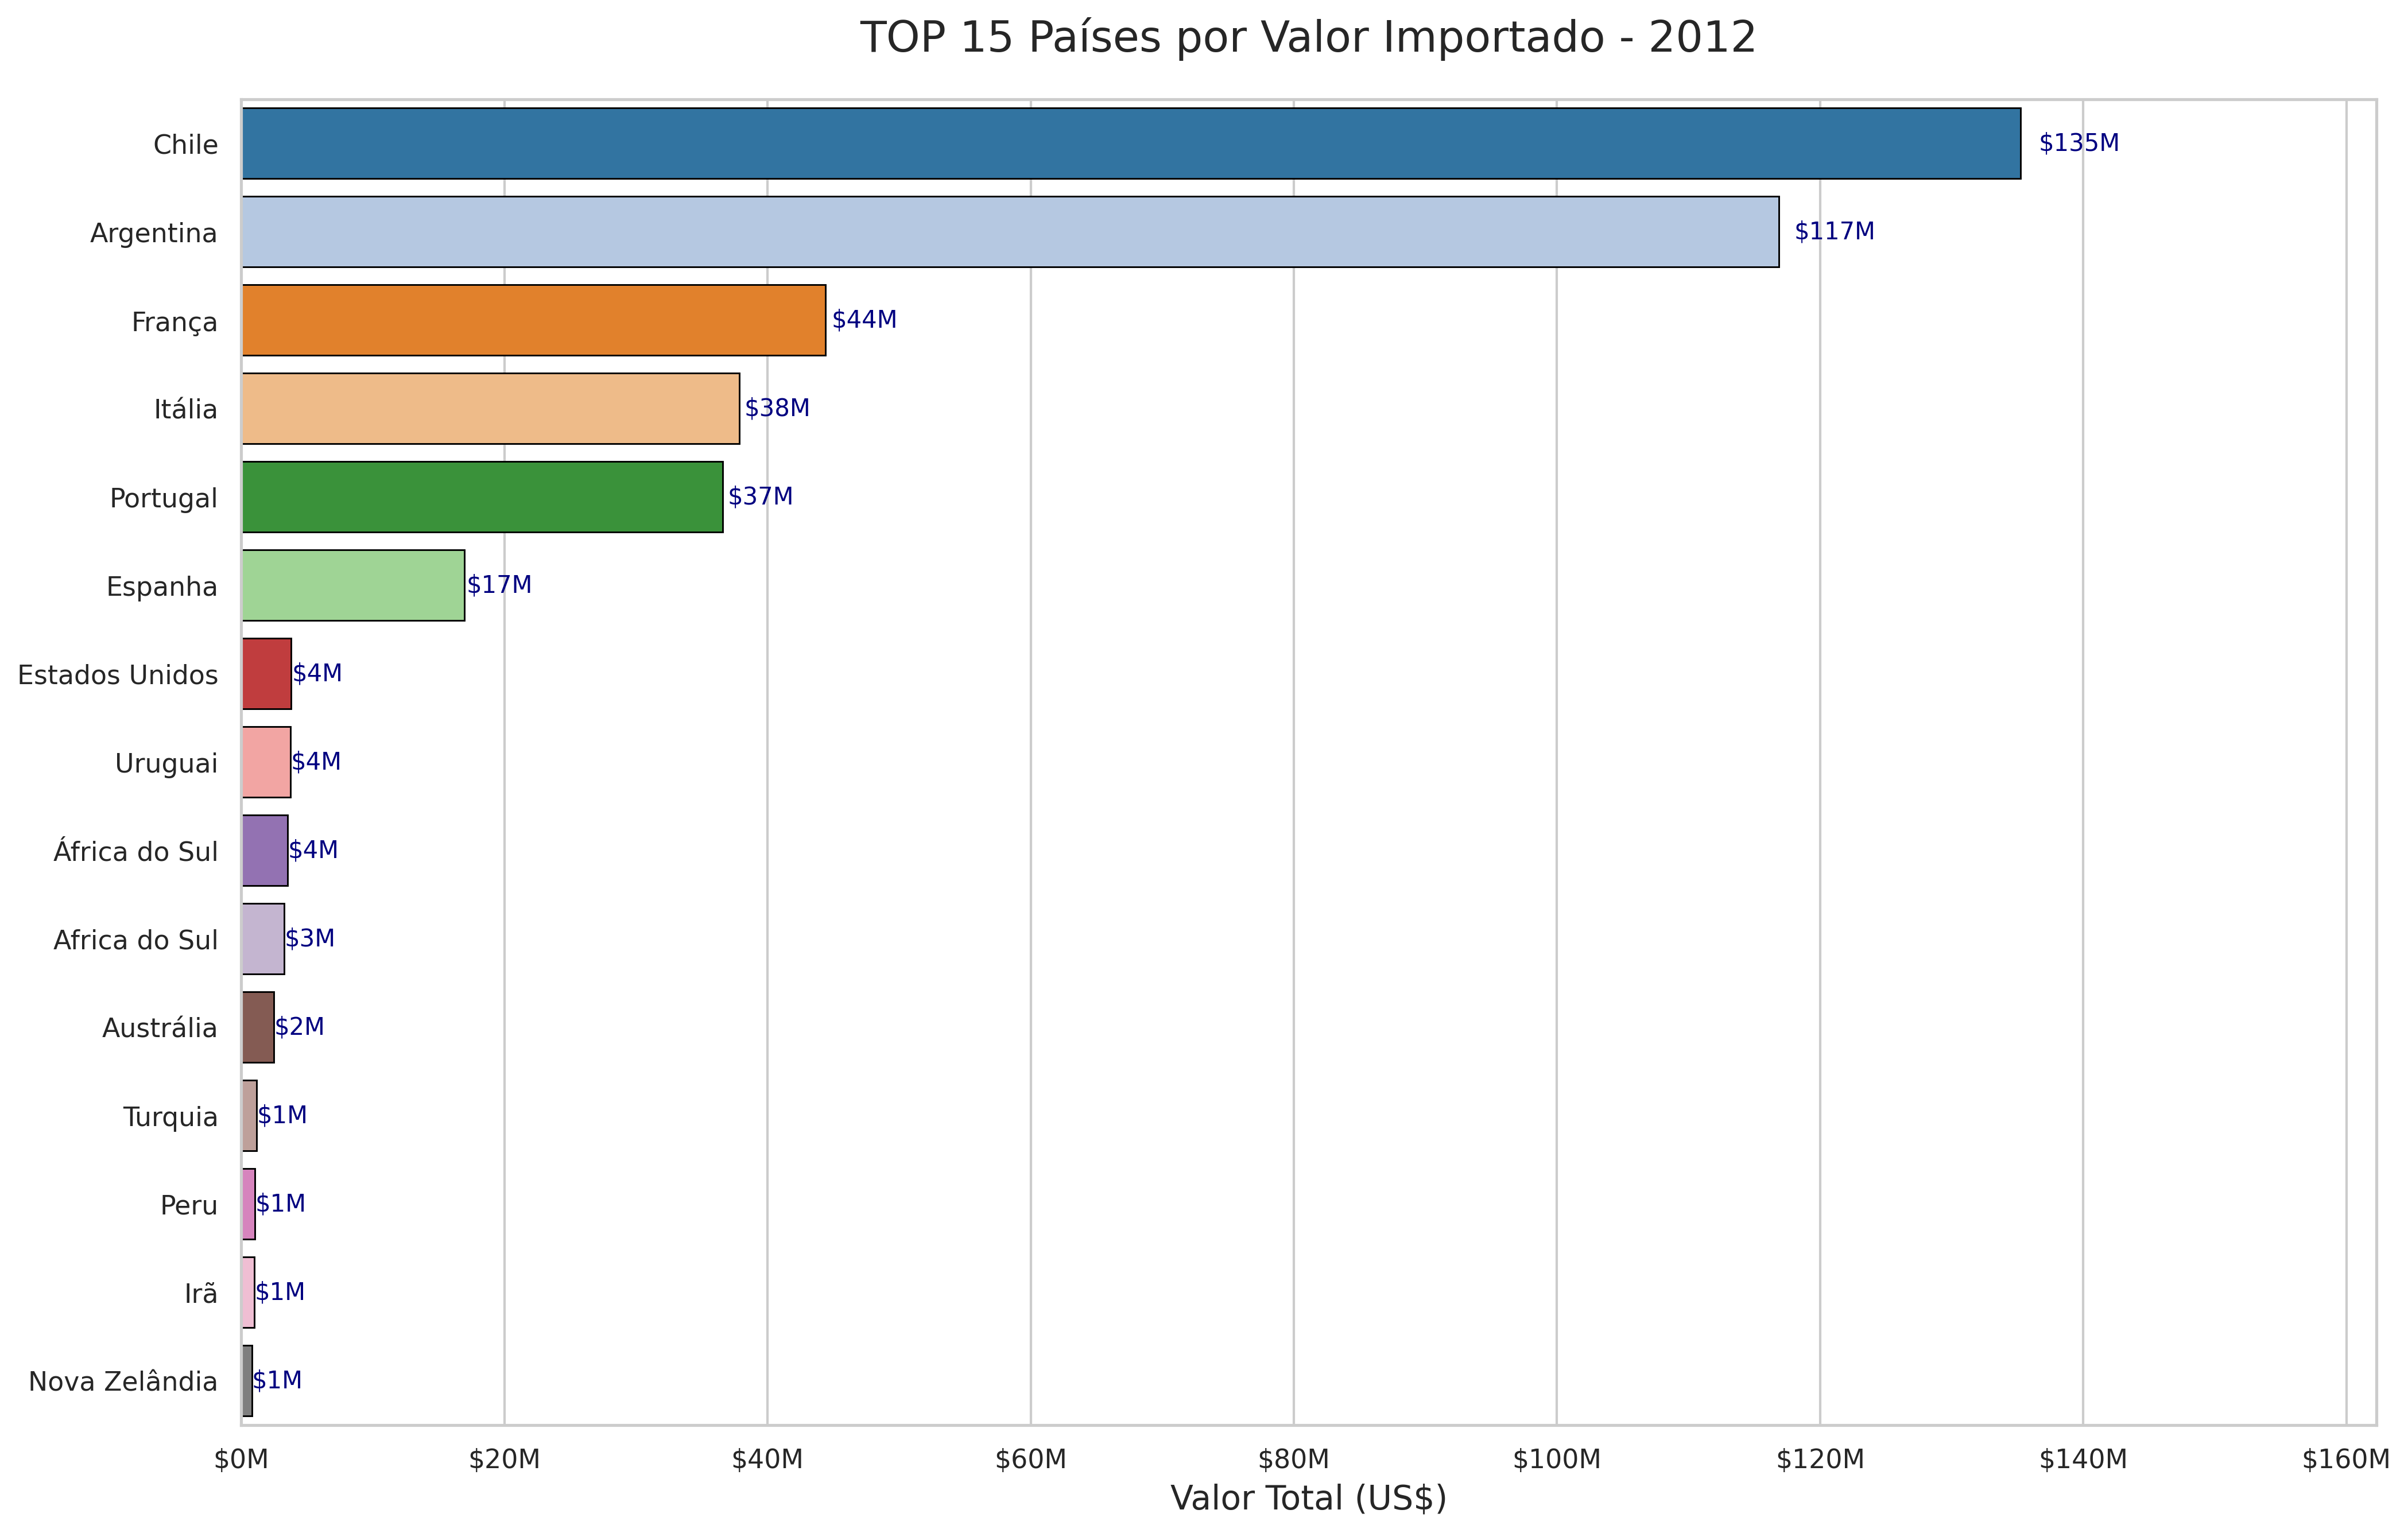 TOP 15 Países por Valor Importado - 2012
Chile
$135M
Argentina
$117M
França
$44M
Itália
$38M
Portugal
$37M
Espanha
$17M
Estados Unidos
$4M
Uruguai
$4M
África do Sul
$4M
Africa do Sul
$3M
Austrália
$2M
Turquia
$1M
Peru
$1M
Irã
$1M
Nova Zelândia
$1M
$0M $20M $40M $60M $80M $100M $120M $140M $160M
Valor Total (US$)